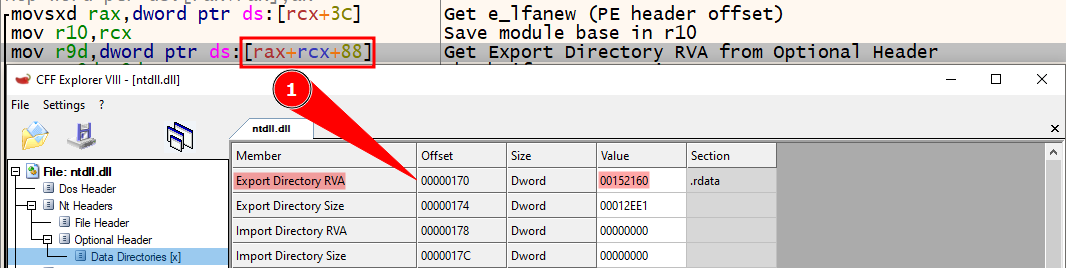 movsxd rax,dword ptr ds:[rcx+3C] Get e_lfanew (PE header offset)
mov r10,rcx Save module base in r10
mov r9d,dword ptr ds:[rax+rcx+88] Get Export Directory RVA from Optional Header
CFF Explorer VIII - [ntdll.dll]
File Settings ?
1
ntdll.dll
Member Offset Size Value Section
File: ntdll.dll
Dos Header
Nt Headers
File Header
Optional Header
Data Directories [x]
Export Directory RVA 00000170 Dword 00152160 .rdata
Export Directory Size 00000174 Dword 00012EE1
Import Directory RVA 00000178 Dword 00000000
Import Directory Size 0000017C Dword 00000000